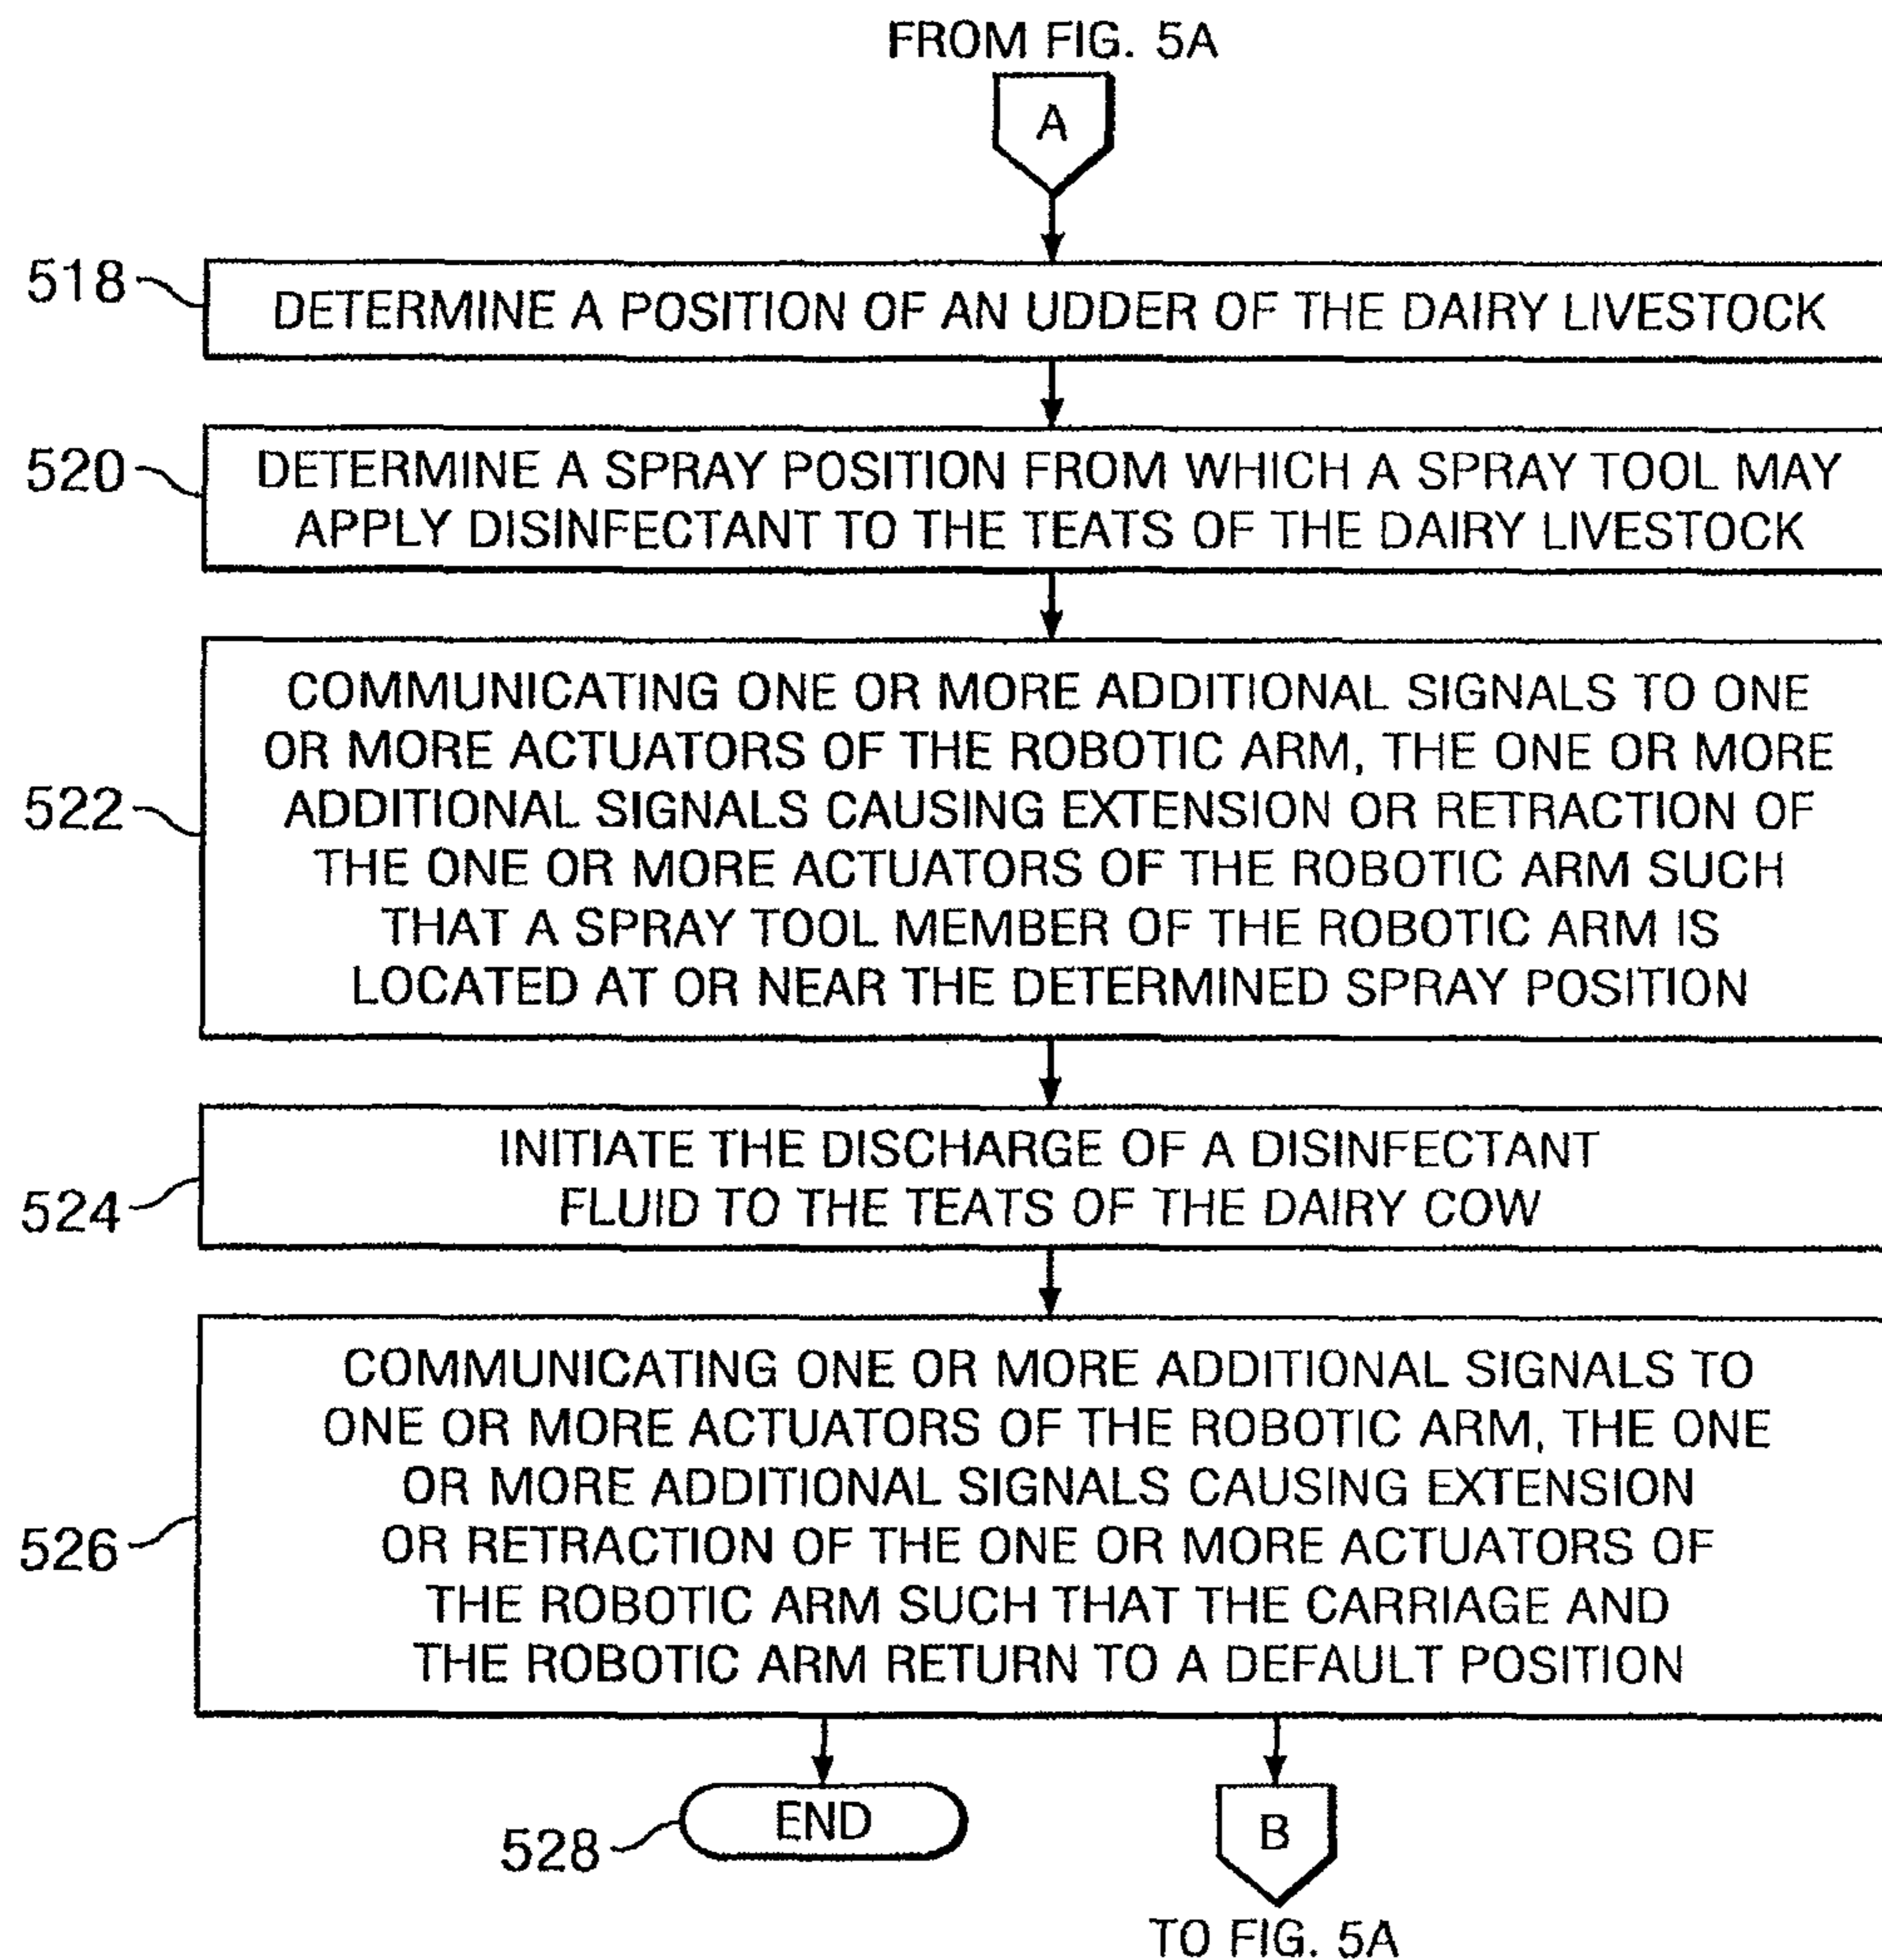 FROM FIG. 5A
A
518
DETERMINE A POSITION OF AN UDDER OF THE DAIRY LIVESTOCK
520
DETERMINE A SPRAY POSITION FROM WHICH A SPRAY TOOL MAY
APPLY DISINFECTANT TO THE TEATS OF THE DAIRY LIVESTOCK
522
COMMUNICATING ONE OR MORE ADDITIONAL SIGNALS TO ONE
OR MORE ACTUATORS OF THE ROBOTIC ARM, THE ONE OR MORE
ADDITIONAL SIGNALS CAUSING EXTENSION OR RETRACTION OF
THE ONE OR MORE ACTUATORS OF THE ROBOTIC ARM SUCH
THAT A SPRAY TOOL MEMBER OF THE ROBOTIC ARM IS
LOCATED AT OR NEAR THE DETERMINED SPRAY POSITION
524
INITIATE THE DISCHARGE OF A DISINFECTANT
FLUID TO THE TEATS OF THE DAIRY COW
526
COMMUNICATING ONE OR MORE ADDITIONAL SIGNALS TO
ONE OR MORE ACTUATORS OF THE ROBOTIC ARM, THE ONE
OR MORE ADDITIONAL SIGNALS CAUSING EXTENSION
OR RETRACTION OF THE ONE OR MORE ACTUATORS OF
THE ROBOTIC ARM SUCH THAT THE CARRIAGE AND
THE ROBOTIC ARM RETURN TO A DEFAULT POSITION
528
END
B
TO FIG. 5A